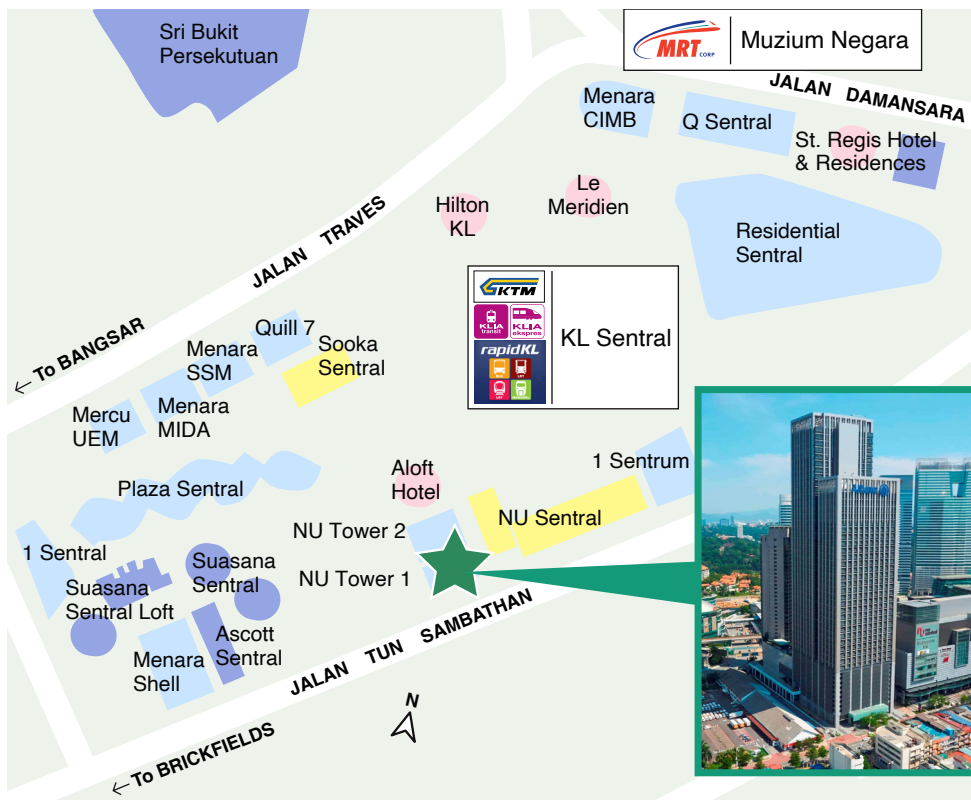 Sri Bukit
Persekutuan
MRT CORP
Muzium Negara
JALAN DAMANSARA
Menara
CIMB
Q Sentral
St. Regis Hotel
& Residences
Le
Meridien
Hilton
KL
JALAN TRAVES
Residential
Sentral
KTM
KLIA
transit
KLIA
ekspres
rapidKL
KL Sentral
← To BANGSAR
Quill 7
Sooka
Sentral
Menara
SSM
Menara
MIDA
Mercu
UEM
Plaza Sentral
Aloft
Hotel
1 Sentrum
NU Sentral
NU Tower 2
NU Tower 1
1 Sentral
Suasana
Sentral Loft
Suasana
Sentral
Ascott
Sentral
Menara
Shell
JALAN TUN SAMBATHAN
N
← To BRICKFIELDS
Allianz